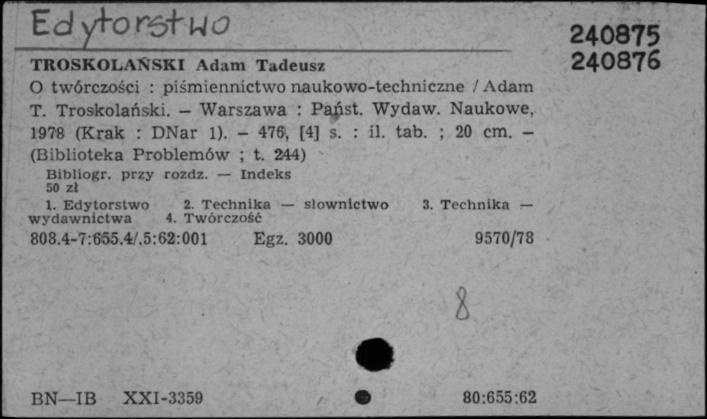 Edytorstwo
240875
240876
TROSKOLAŃSKI Adam Tadeusz
O twórczości : piśmiennictwo naukowo-techniczne / Adam
T. Troskolański. — Warszawa : Państ. Wydaw. Naukowe,
1978 (Krak : DNar 1). — 476, [4] s. : il. tab. ; 20 cm. —
(Biblioteka Problemów ; t. 244)
Bibliogr. przy rozdz. — Indeks
50 zł
1. Edytorstwo 2. Technika — słownictwo 3. Technika —
wydawnictwa 4. Twórczość
808.4-7:655.4/.5:62:001 Egz. 3000 9570/78
8
BN—IB XXI-3359 80:655:62